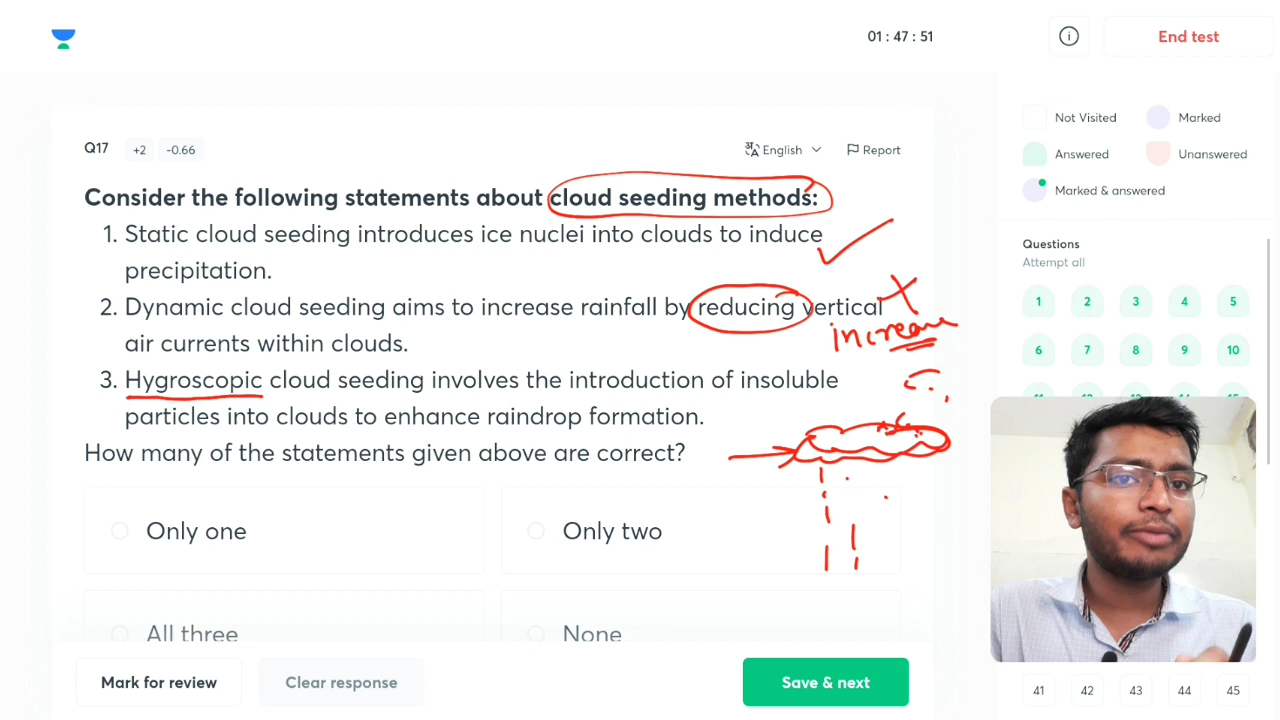 01 : 47 : 51
End test
Q17
+2
-0.66
English
Report
Consider the following statements about cloud seeding methods:
1. Static cloud seeding introduces ice nuclei into clouds to induce
precipitation.
2. Dynamic cloud seeding aims to increase rainfall by reducing vertical
air currents within clouds.
increase
3. Hygroscopic cloud seeding involves the introduction of insoluble
particles into clouds to enhance raindrop formation.
How many of the statements given above are correct?
Only one
Only two
All three
None
Mark for review
Clear response
Save & next
Not Visited
Marked
Answered
Unanswered
Marked & answered
Questions
Attempt all
1 2 3 4 5
6 7 8 9 10
41 42 43 44 45